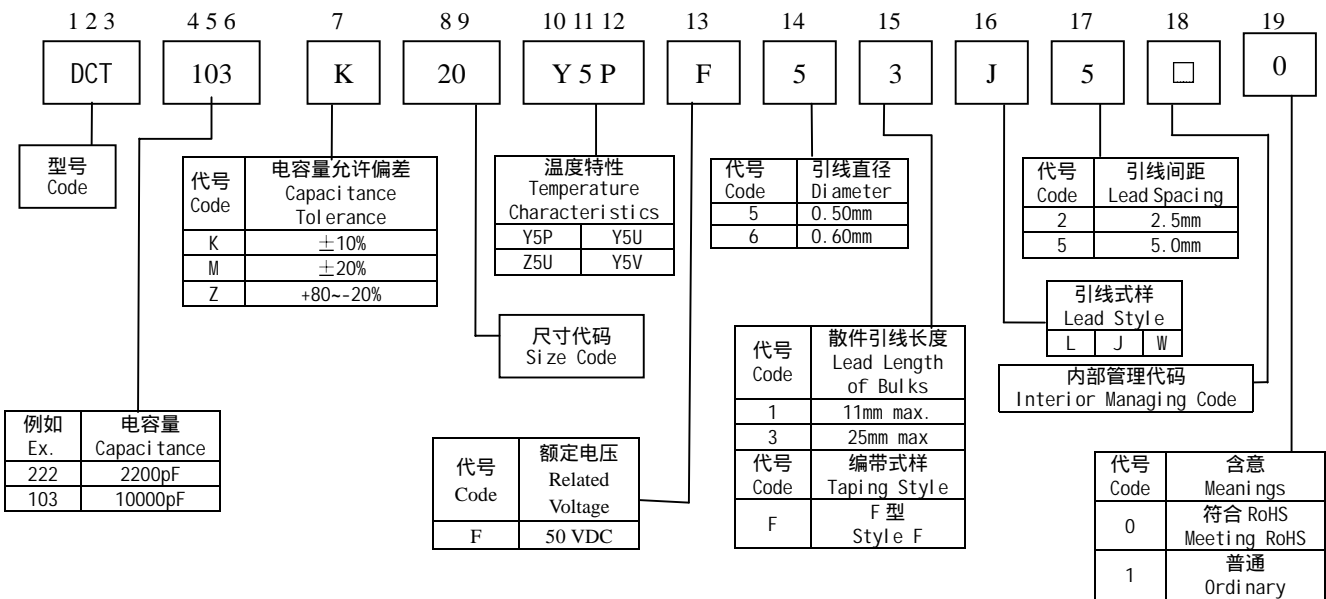 1 2 3 4 5 6 7 8 9 10 11 12 13 14 15 16 17 18 19
DCT 103 K 20 Y 5 P F 5 3 J 5 □ 0
型号
Code
代号
Code
电容量允许偏差
Capacitance
Tolerance
K ±10%
M ±20%
Z +80~-20%
温度特性
Temperature
Characteristics
Y5P Y5U
Z5U Y5V
代号
Code
引线直径
Diameter
5 0.50mm
6 0.60mm
代号
Code
引线间距
Lead Spacing
2 2.5mm
5 5.0mm
引线式样
Lead Style
L J W
尺寸代码
Size Code
代号
Code
散件引线长度
Lead Length
of Bulks
1 11mm max.
3 25mm max
代号
Code
编带式样
Taping Style
F
F 型
Style F
内部管理代码
Interior Managing Code
例如
Ex.
电容量
Capacitance
222 2200pF
103 10000pF
代号
Code
额定电压
Related
Voltage
F 50 VDC
代号
Code
含意
Meanings
0
符合 RoHS
Meeting RoHS
1
普通
Ordinary